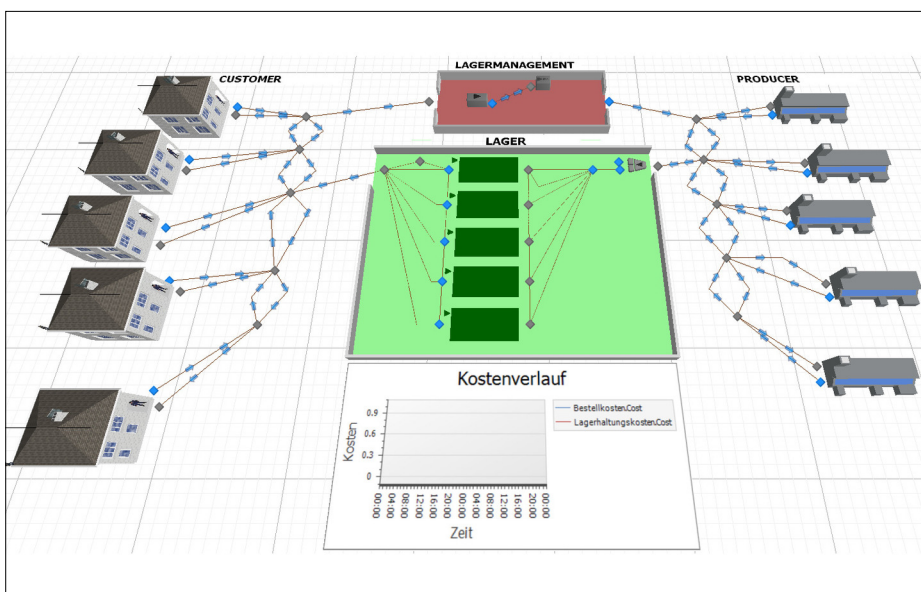 LAGERMANAGEMENT
CUSTOMER
PRODUCER
LAGER
Kostenverlauf
Kosten
0.9
0.6
0.3
0
Bestellkosten.Cost
Lagerhaltungskosten.Cost
00:00
04:00
08:00
12:00
16:00
20:00
00:00
04:00
08:00
12:00
16:00
20:00
00:00
Zeit